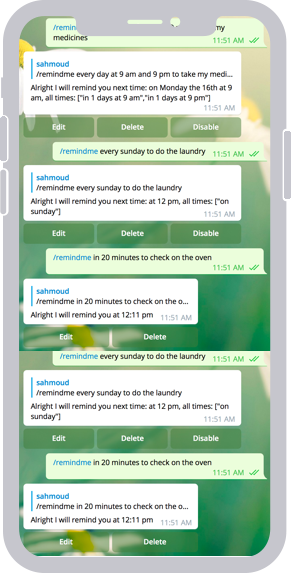 /remin my
medicines
11:51 AM
sahmoud
/remindme every day at 9 am and 9 pm to take my medi...
Alright I will remind you next time: on Monday the 16th at 9
am, all times: ["in 1 days at 9 am","in 1 days at 9 pm"]
11:51 AM
Edit Delete Disable
/remindme every sunday to do the laundry
11:51 AM
sahmoud
/remindme every sunday to do the laundry
Alright I will remind you next time: at 12 pm, all times: ["on
sunday"]
11:51 AM
Edit Delete Disable
/remindme in 20 minutes to check on the oven
11:51 AM
sahmoud
/remindme in 20 minutes to check on the o...
Alright I will remind you at 12:11 pm 11:51 AM
Edit Delete
/remindme every sunday to do the laundry 11:51 AM
sahmoud
/remindme every sunday to do the laundry
Alright I will remind you next time: at 12 pm, all times: ["on
sunday"]
11:51 AM
Edit Delete Disable
/remindme in 20 minutes to check on the oven
11:51 AM
sahmoud
/remindme in 20 minutes to check on the o...
Alright I will remind you at 12:11 pm 11:51 AM
Edit Delete